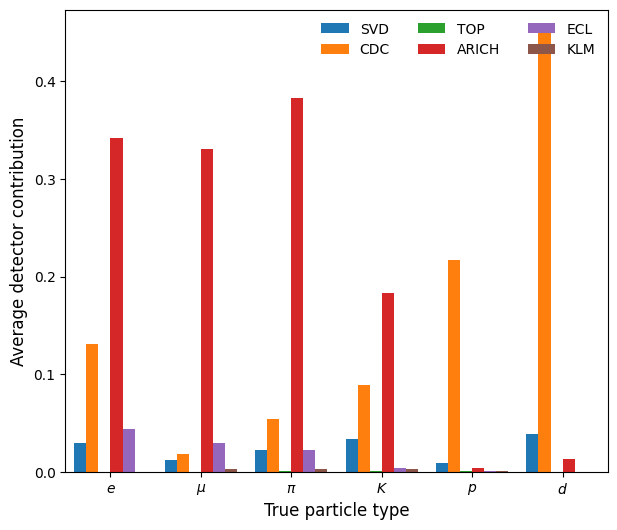 SVD TOP ECL
CDC ARICH KLM
Average detector contribution
0.4
0.3
0.2
0.1
0.0
e μ π K p d
True particle type